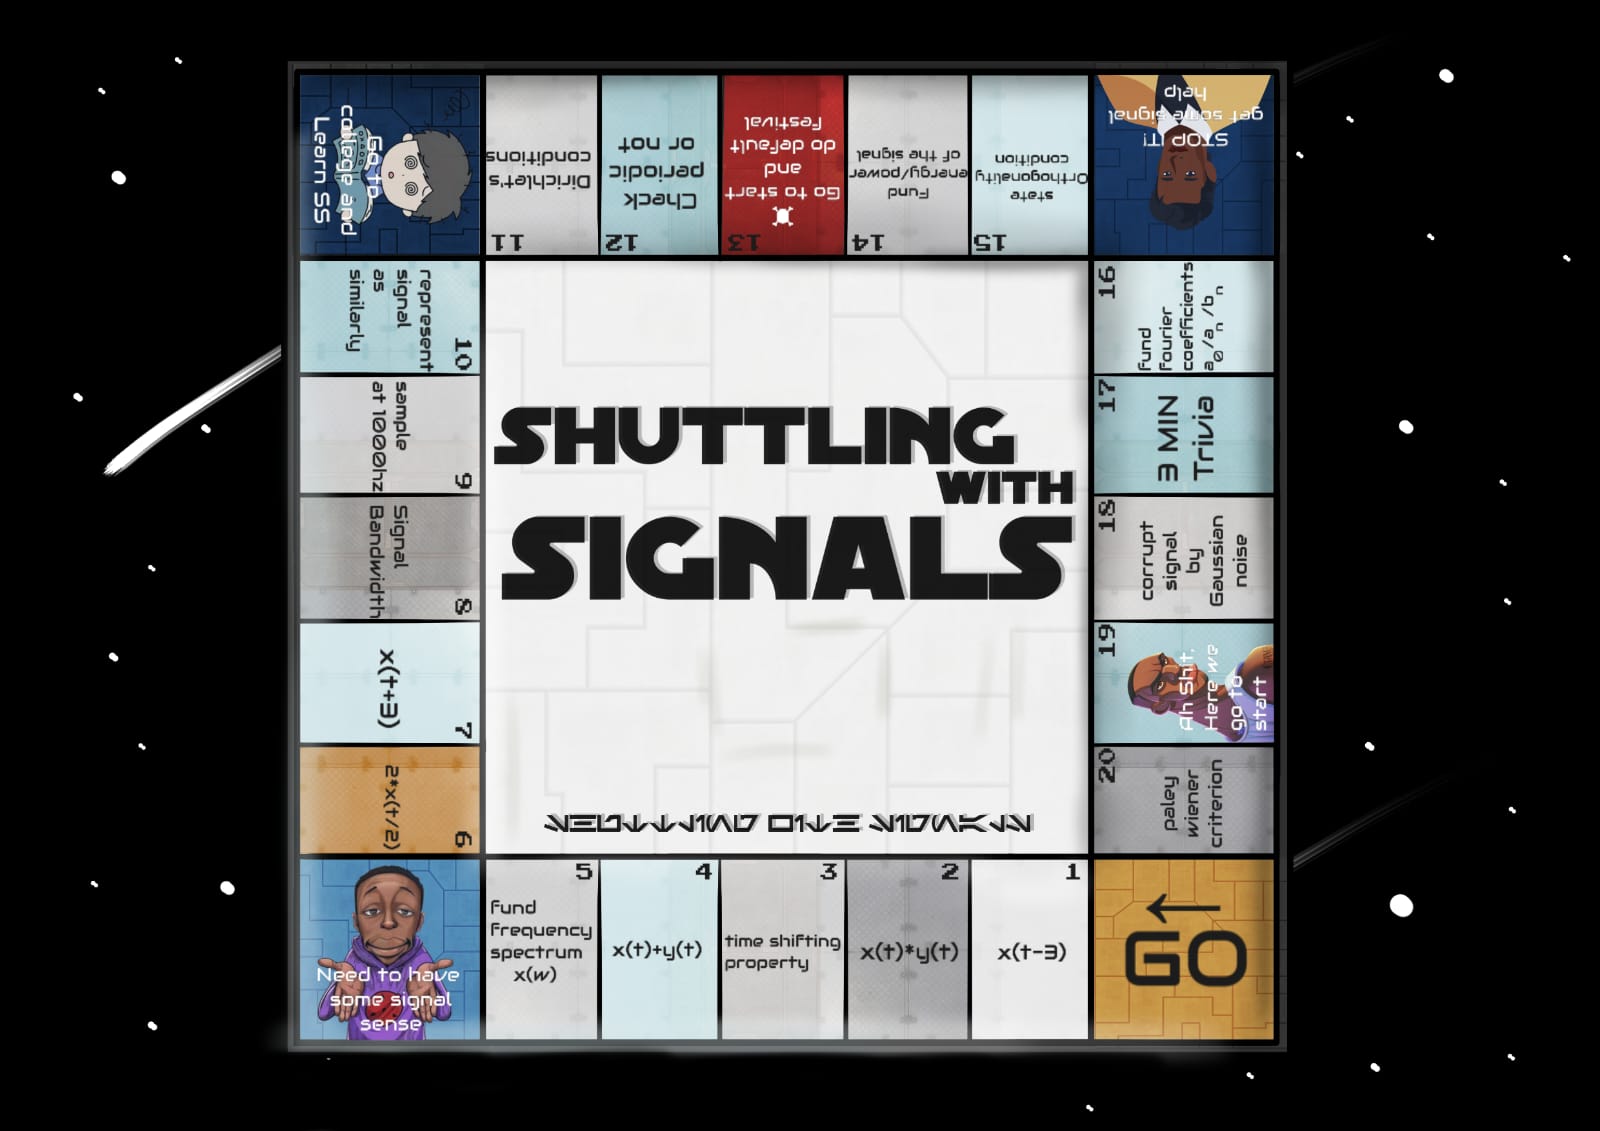 SHUTTLING
WITH
SIGNALS
←
GO
1
x(t-3)
2
x(t)*y(t)
3
time shifting
property
4
x(t)+y(t)
5
Fund
Frequency
spectrum
x(w)
Need to have
some signal
sense
6
2*x(t/2)
7
x(t+3)
8
Signal
Bandwidth
9
sample
at 1000hz
10
represent
signal
as
similarly
Go to
college and
Learn SS
11
Dirichlet's
conditions
12
Check
periodic
or not
13
Go to start
and
do default
Festival
14
Fund
energy/power
of the signal
15
state
Orthogonality
condition
STOP IT!
get some signal
help
16
fund
fourier
coefficients
a0/an/bn
17
3 MIN
Trivia
18
corrupt
signal
by
Gaussian
noise
19
Ah Shit.
Here we
go to
start
20
paley
wiener
criterion